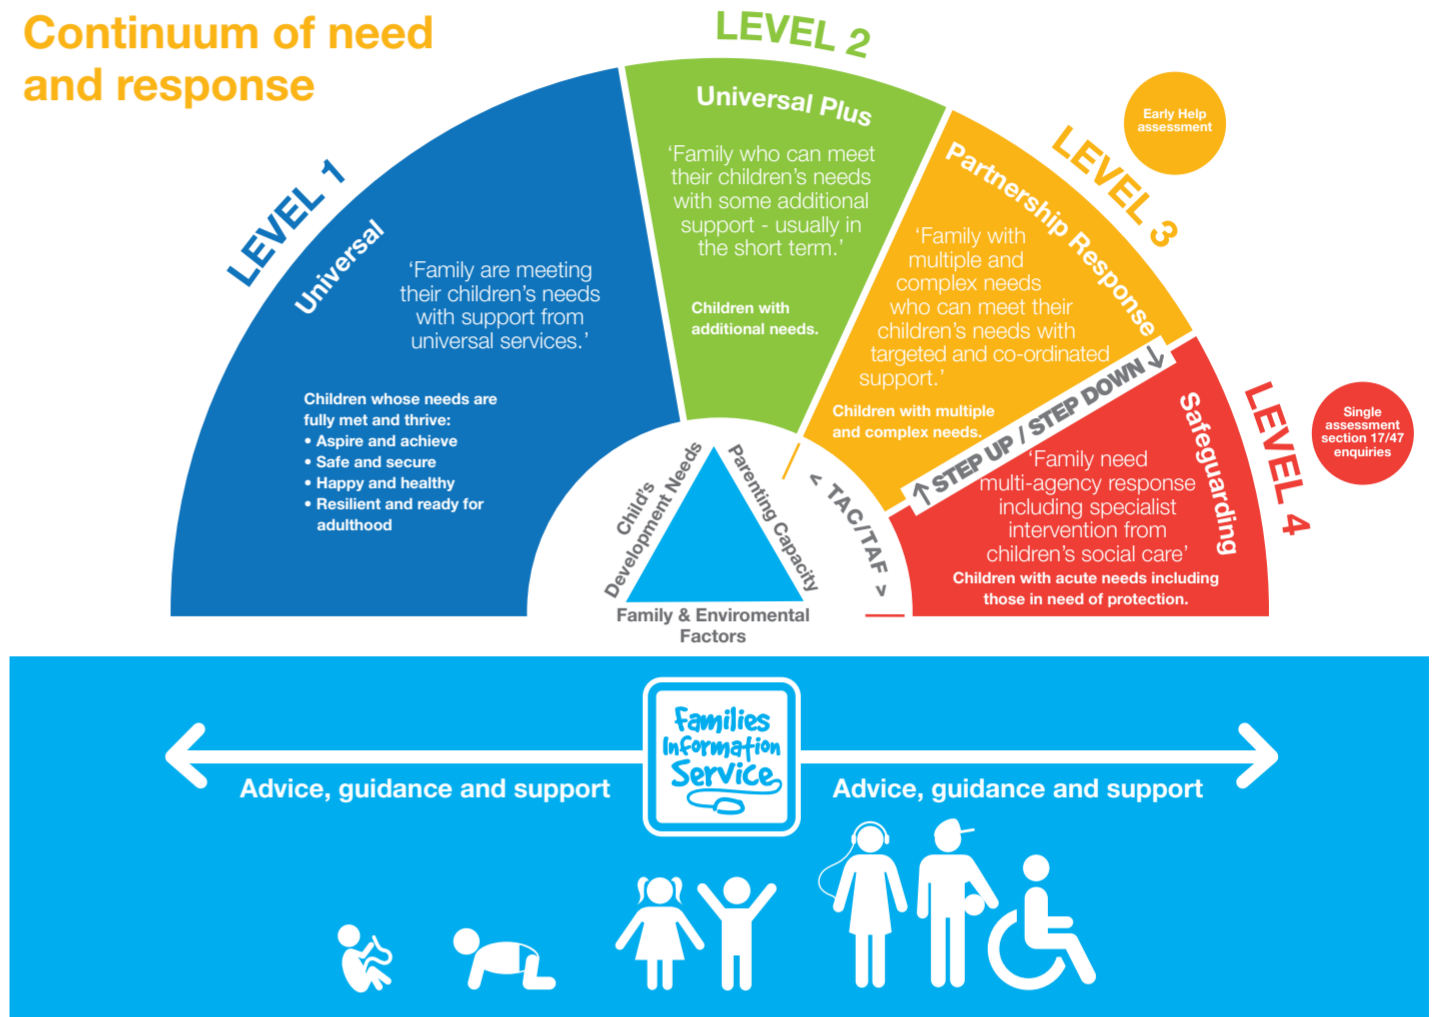 Continuum of need
and response
LEVEL 1
Universal
‘Family are meeting
their children’s needs
with support from
universal services.’
Children whose needs are
fully met and thrive:
• Aspire and achieve
• Safe and secure
• Happy and healthy
• Resilient and ready for
adulthood
LEVEL 2
Universal Plus
‘Family who can meet
their children’s needs
with some additional
support - usually in
the short term.’
Children with
additional needs.
LEVEL 3
Early Help
assessment
Partnership Response
‘Family with
multiple and
complex needs
who can meet their
children’s needs with
targeted and co-ordinated
support.’
Children with multiple
and complex needs.
↑ STEP UP / STEP DOWN ↓
LEVEL 4
Single
assessment
section 17/47
enquiries
Safeguarding
‘Family need
multi-agency response
including specialist
intervention from
children’s social care’
Children with acute needs including
those in need of protection.
Child’s
Development Needs
Parenting Capacity
Family & Enviromental
Factors
< TAC/TAF >
Families
Information
Service
Advice, guidance and support
Advice, guidance and support